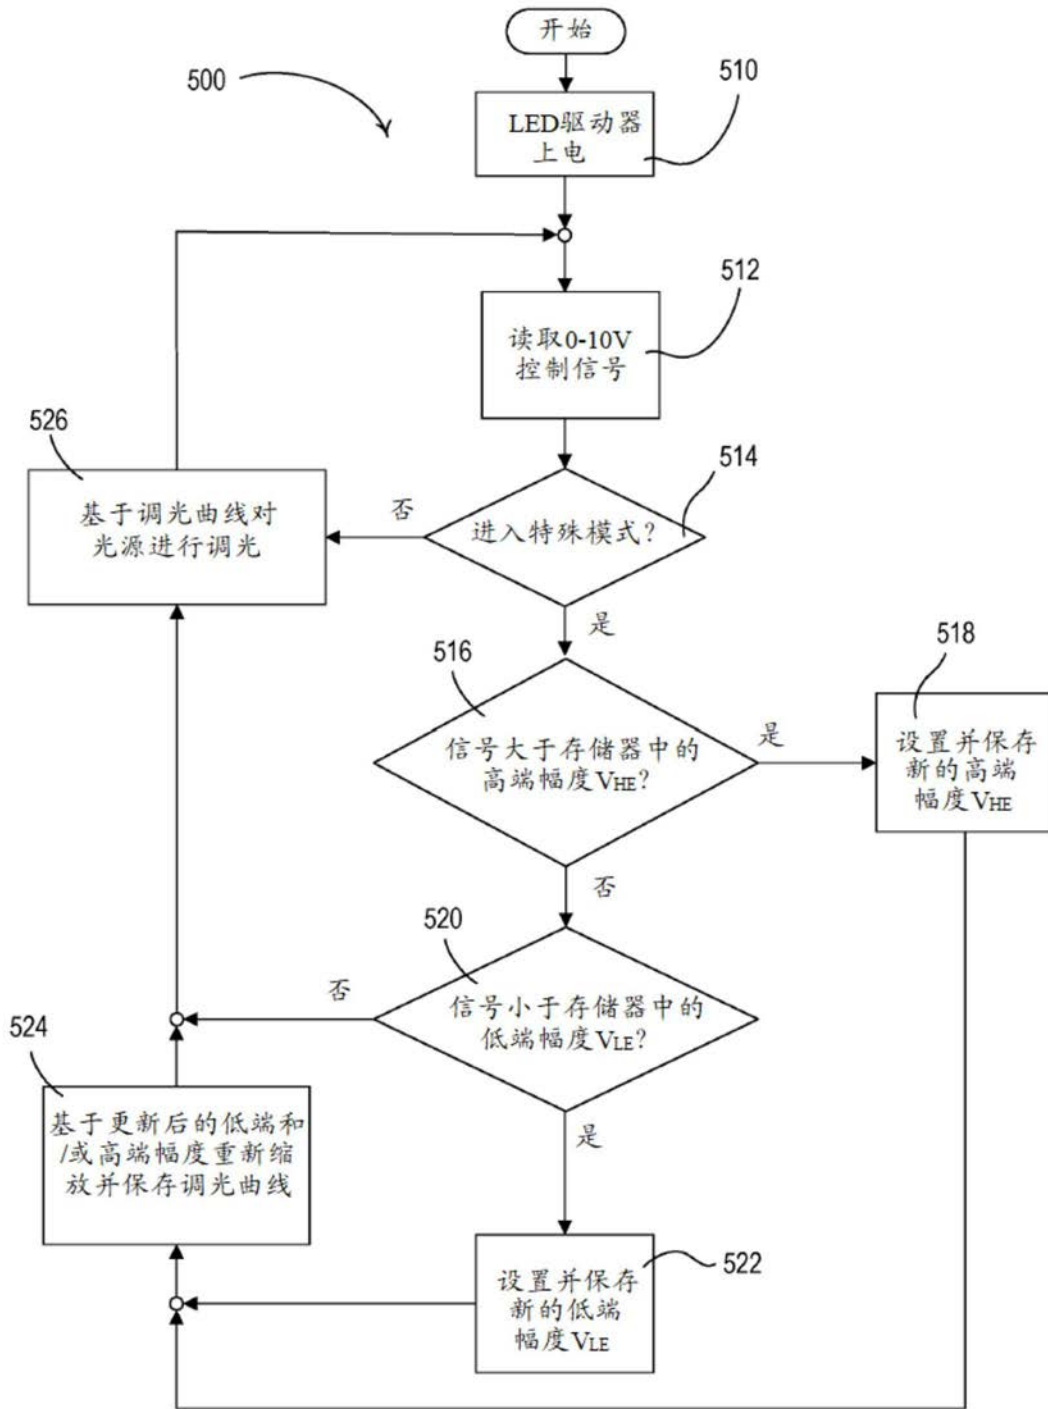 开始
500
510
LED驱动器
上电
512
读取0-10V
控制信号
526
514
基于调光曲线对
光源进行调光
否
进入特殊模式?
是
516
518
信号大于存储器中的
高端幅度VHE?
是
设置并保存
新的高端
幅度VHE
否
520
否
信号小于存储器中的
低端幅度VLE?
524
基于更新后的低端和
/或高端幅度重新缩
放并保存调光曲线
是
522
设置并保存
新的低端
幅度VLE